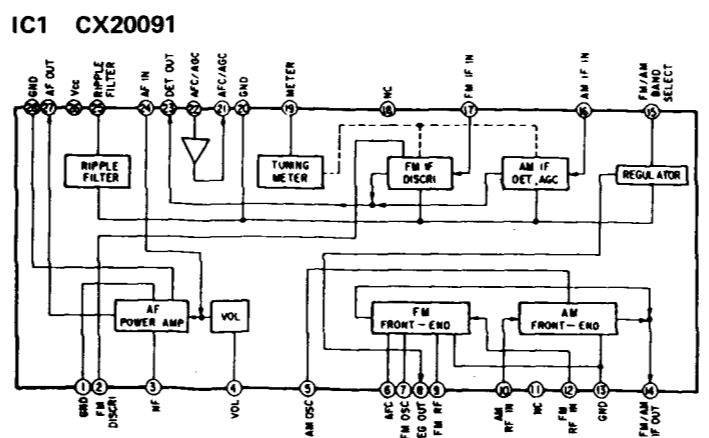 IC1 CX20091
GND
AF OUT
Vcc
RIPPLE FILTER
AF IN
DET OUT
AFC/AGC
AFC/AGC
GND
METER
NC
FM IF IN
AM IF IN
FM/AM BAND SELECT
28 27 26 25 24 23 22 21 20 19 18 17 16 15
RIPPLE FILTER
TUNING METER
FM IF DISCRI
AM IF DET, AGC
REGULATOR
AF POWER AMP
VOL
FM FRONT-END
AM FRONT-END
1 2 3 4 5 6 7 8 9 10 11 12 13 14
GND
FM DISCRI
NF
VOL
AM OSC
AFC
FM OSC
EG OUT
FM RF
AM RF IN
NC
FM RF IN
GND
FM/AM IF OUT